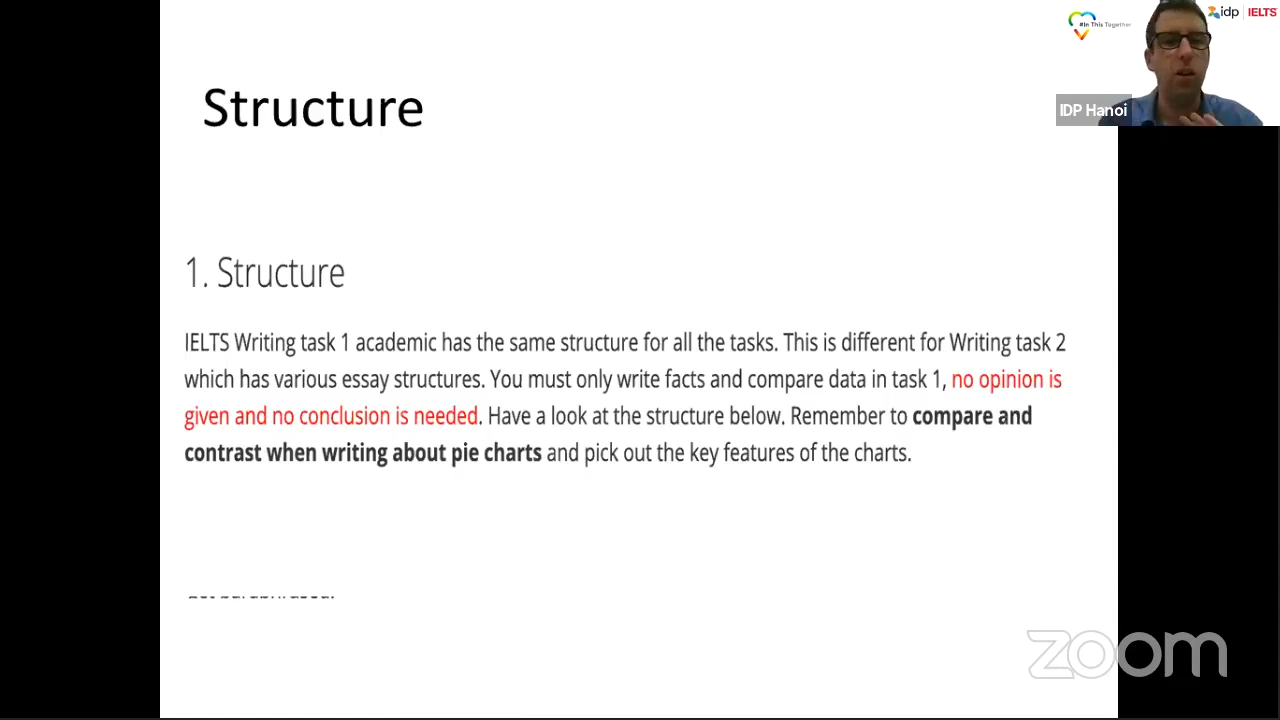 #In This Together
idp IELTS
IDP Hanoi
Structure
1. Structure
IELTS Writing task 1 academic has the same structure for all the tasks. This is different for Writing task 2
which has various essay structures. You must only write facts and compare data in task 1, no opinion is
given and no conclusion is needed. Have a look at the structure below. Remember to compare and
contrast when writing about pie charts and pick out the key features of the charts.
zoom